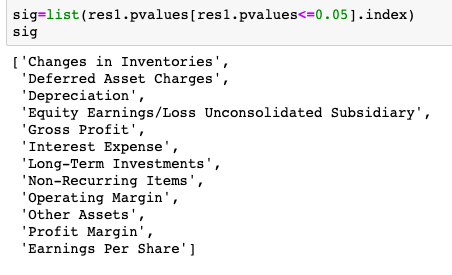 sig=list(res1.pvalues[res1.pvalues<=0.05].index)
sig
['Changes in Inventories',
 'Deferred Asset Charges',
 'Depreciation',
 'Equity Earnings/Loss Unconsolidated Subsidiary',
 'Gross Profit',
 'Interest Expense',
 'Long-Term Investments',
 'Non-Recurring Items',
 'Operating Margin',
 'Other Assets',
 'Profit Margin',
 'Earnings Per Share']